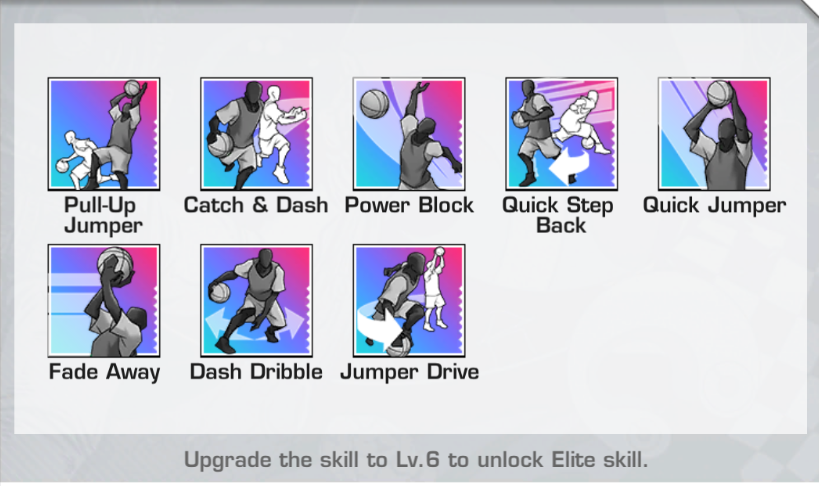 Pull-Up
Jumper
Catch & Dash
Power Block
Quick Step
Back
Quick Jumper
Fade Away
Dash Dribble
Jumper Drive
Upgrade the skill to Lv.6 to unlock Elite skill.